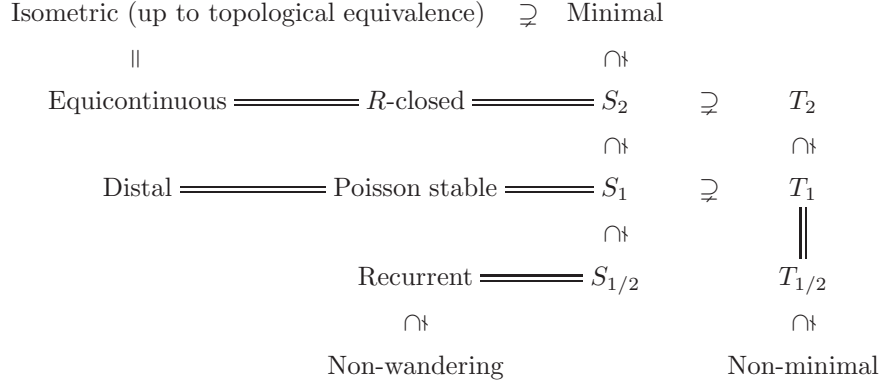 Isometric (up to topological equivalence) ⊋ Minimal
|| ∩∤
Equicontinuous ═══ R-closed ═══ S₂ ⊋ T₂
∩∤ ∩∤
Distal ═══ Poisson stable ═══ S₁ ⊋ T₁
∩∤ ||
Recurrent ═══ S₁/₂ T₁/₂
∩∤ ∩∤
Non-wandering Non-minimal